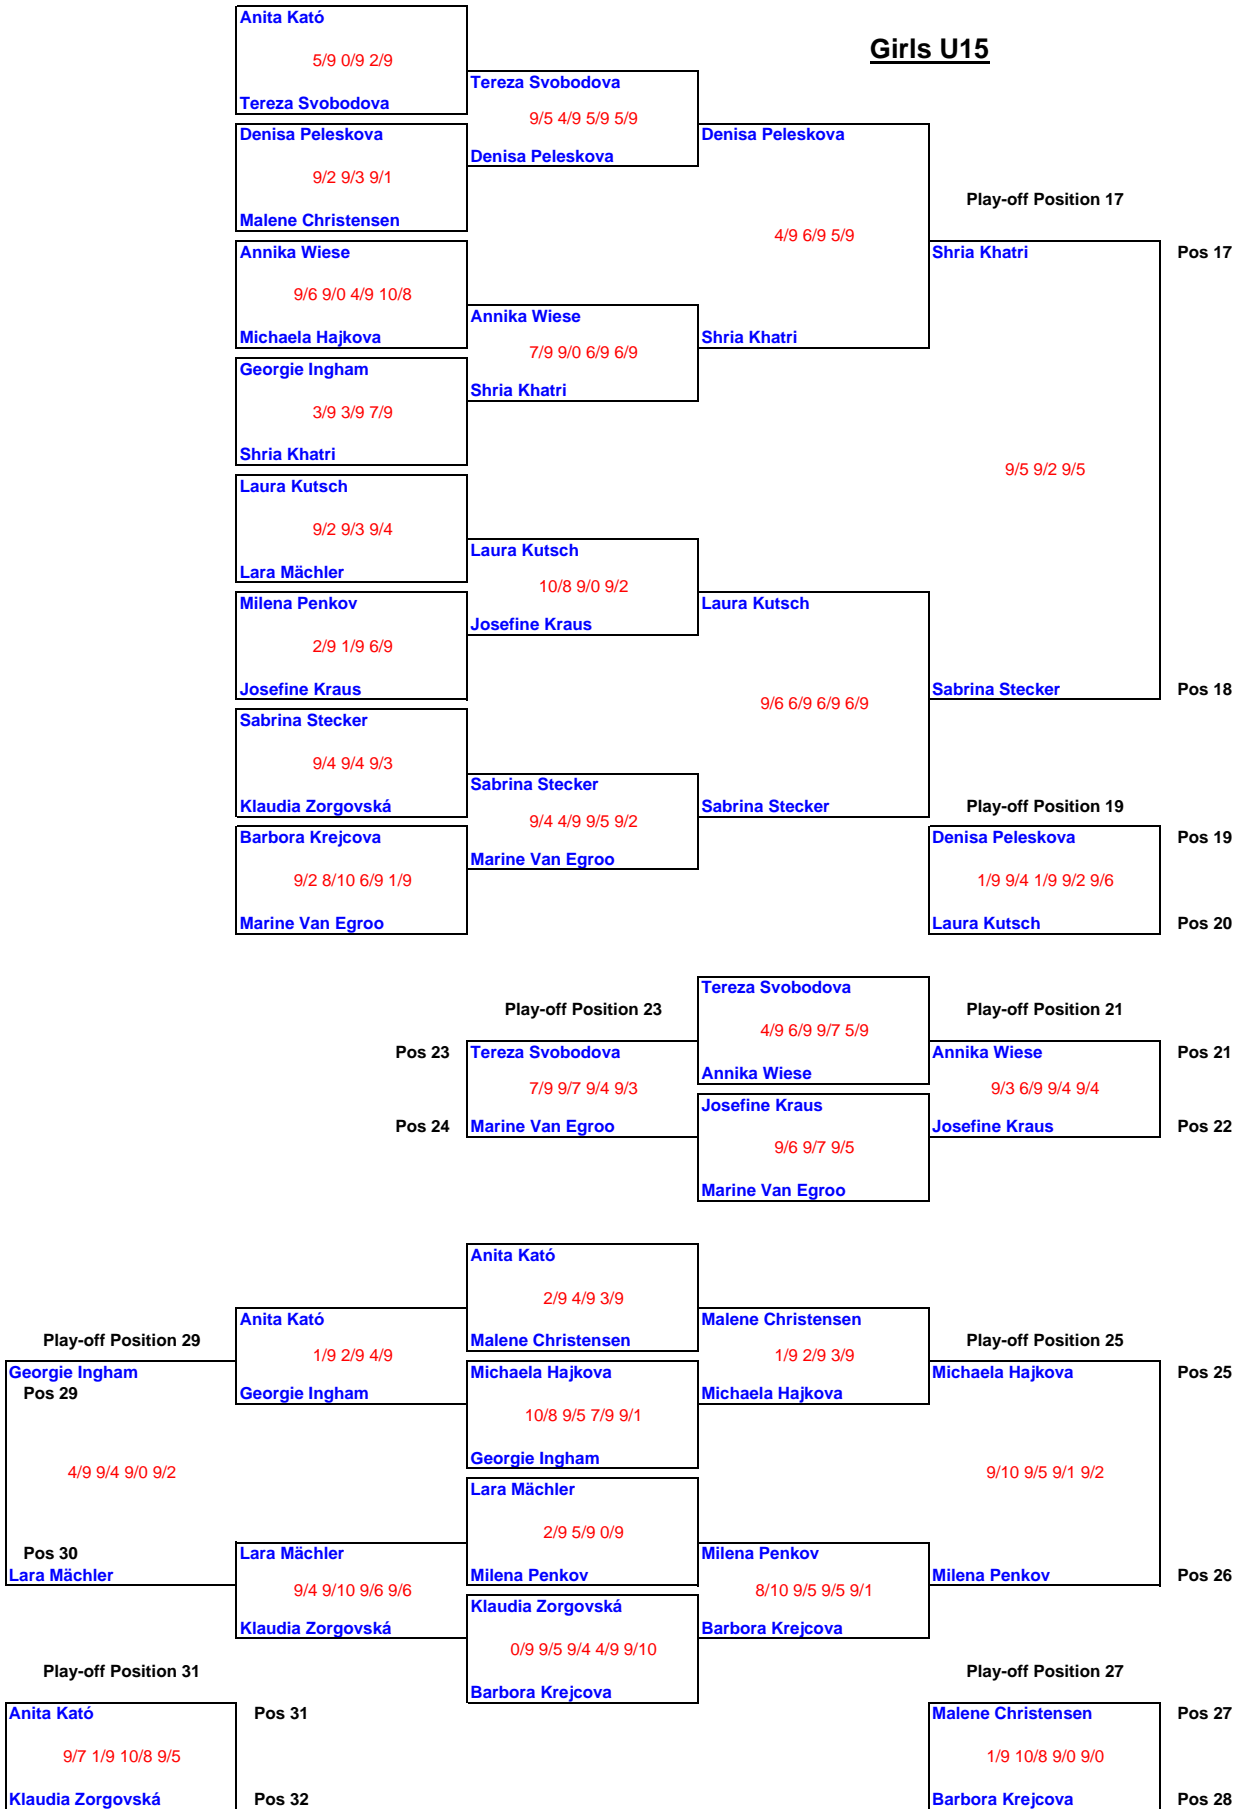 Anita Kató
Girls U15
5/9 0/9 2/9
Tereza Svobodova
Tereza Svobodova
9/5 4/9 5/9 5/9
Denisa Peleskova
Denisa Peleskova
Denisa Peleskova
9/2 9/3 9/1
Play-off Position 17
Malene Christensen
4/9 6/9 5/9
Annika Wiese
Shria Khatri
Pos 17
9/6 9/0 4/9 10/8
Annika Wiese
Michaela Hajkova
Shria Khatri
7/9 9/0 6/9 6/9
Georgie Ingham
Shria Khatri
3/9 3/9 7/9
Shria Khatri
9/5 9/2 9/5
Laura Kutsch
9/2 9/3 9/4
Laura Kutsch
Lara Mächler
10/8 9/0 9/2
Milena Penkov
Laura Kutsch
Josefine Kraus
2/9 1/9 6/9
Josefine Kraus
Sabrina Stecker
Pos 18
9/6 6/9 6/9 6/9
Sabrina Stecker
9/4 9/4 9/3
Sabrina Stecker
Klaudia Zorgovská
Sabrina Stecker
Play-off Position 19
9/4 4/9 9/5 9/2
Barbora Krejcova
Denisa Peleskova
Pos 19
Marine Van Egroo
9/2 8/10 6/9 1/9
1/9 9/4 1/9 9/2 9/6
Marine Van Egroo
Laura Kutsch
Pos 20
Tereza Svobodova
Play-off Position 23
Play-off Position 21
4/9 6/9 9/7 5/9
Pos 23
Tereza Svobodova
Annika Wiese
Pos 21
Annika Wiese
7/9 9/7 9/4 9/3
9/3 6/9 9/4 9/4
Josefine Kraus
Pos 24
Marine Van Egroo
Josefine Kraus
Pos 22
9/6 9/7 9/5
Marine Van Egroo
Anita Kató
2/9 4/9 3/9
Anita Kató
Malene Christensen
Play-off Position 29
Malene Christensen
Play-off Position 25
1/9 2/9 4/9
1/9 2/9 3/9
Georgie Ingham
Michaela Hajkova
Michaela Hajkova
Pos 25
Pos 29
Georgie Ingham
Michaela Hajkova
10/8 9/5 7/9 9/1
Georgie Ingham
4/9 9/4 9/0 9/2
9/10 9/5 9/1 9/2
Lara Mächler
2/9 5/9 0/9
Pos 30
Lara Mächler
Milena Penkov
Lara Mächler
Milena Penkov
Milena Penkov
Pos 26
9/4 9/10 9/6 9/6
8/10 9/5 9/5 9/1
Klaudia Zorgovská
Klaudia Zorgovská
Barbora Krejcova
0/9 9/5 9/4 4/9 9/10
Play-off Position 31
Play-off Position 27
Barbora Krejcova
Anita Kató
Pos 31
Malene Christensen
Pos 27
9/7 1/9 10/8 9/5
1/9 10/8 9/0 9/0
Klaudia Zorgovská
Pos 32
Barbora Krejcova
Pos 28